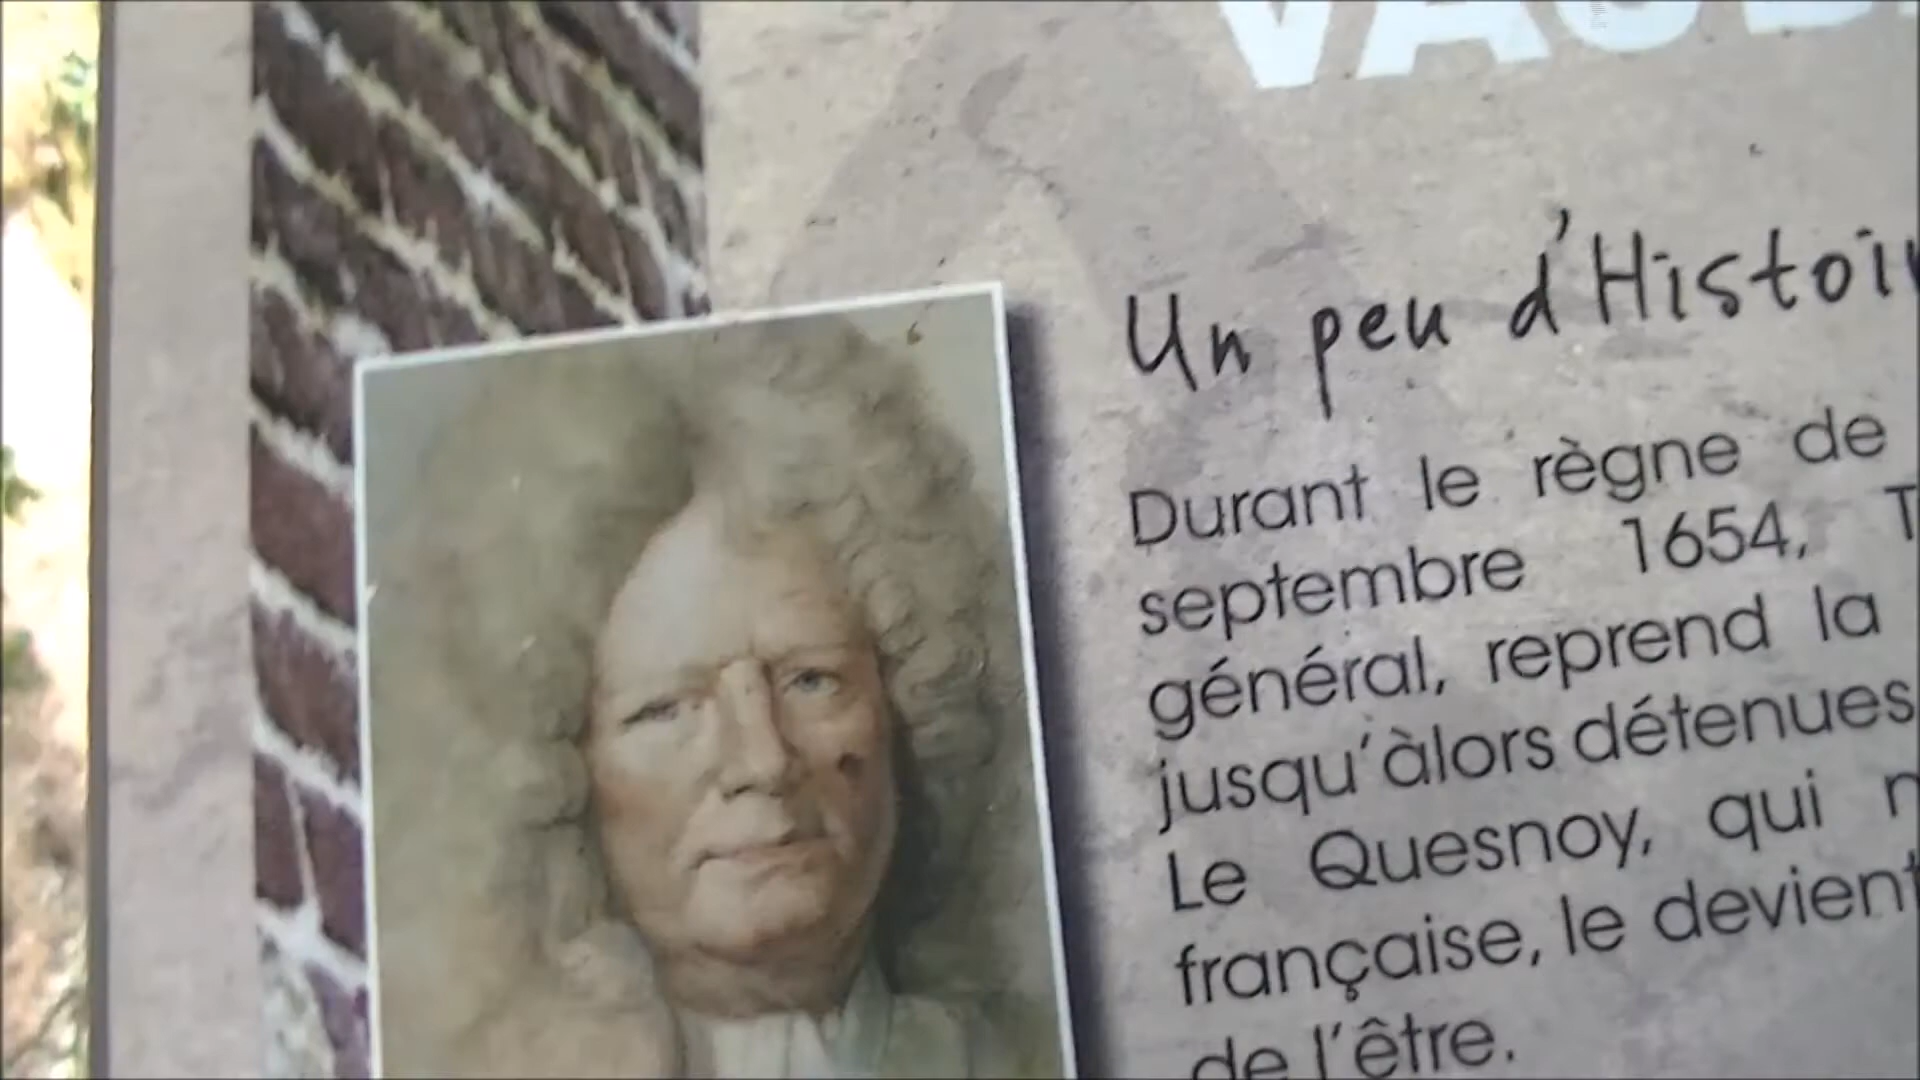 Un peu d'Histoir
Durant le règne de
septembre 1654, T
général, reprend la
jusqu'àlors détenues
Le Quesnoy, qui n
française, le devient
de l'être.